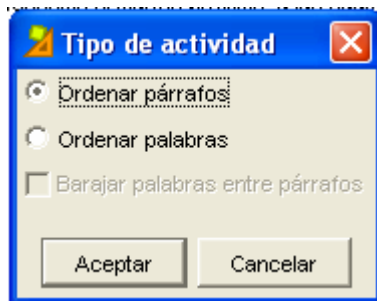 Tipo de actividad
Ordenar párrafos
Ordenar palabras
Barajar palabras entre párrafos
Aceptar
Cancelar